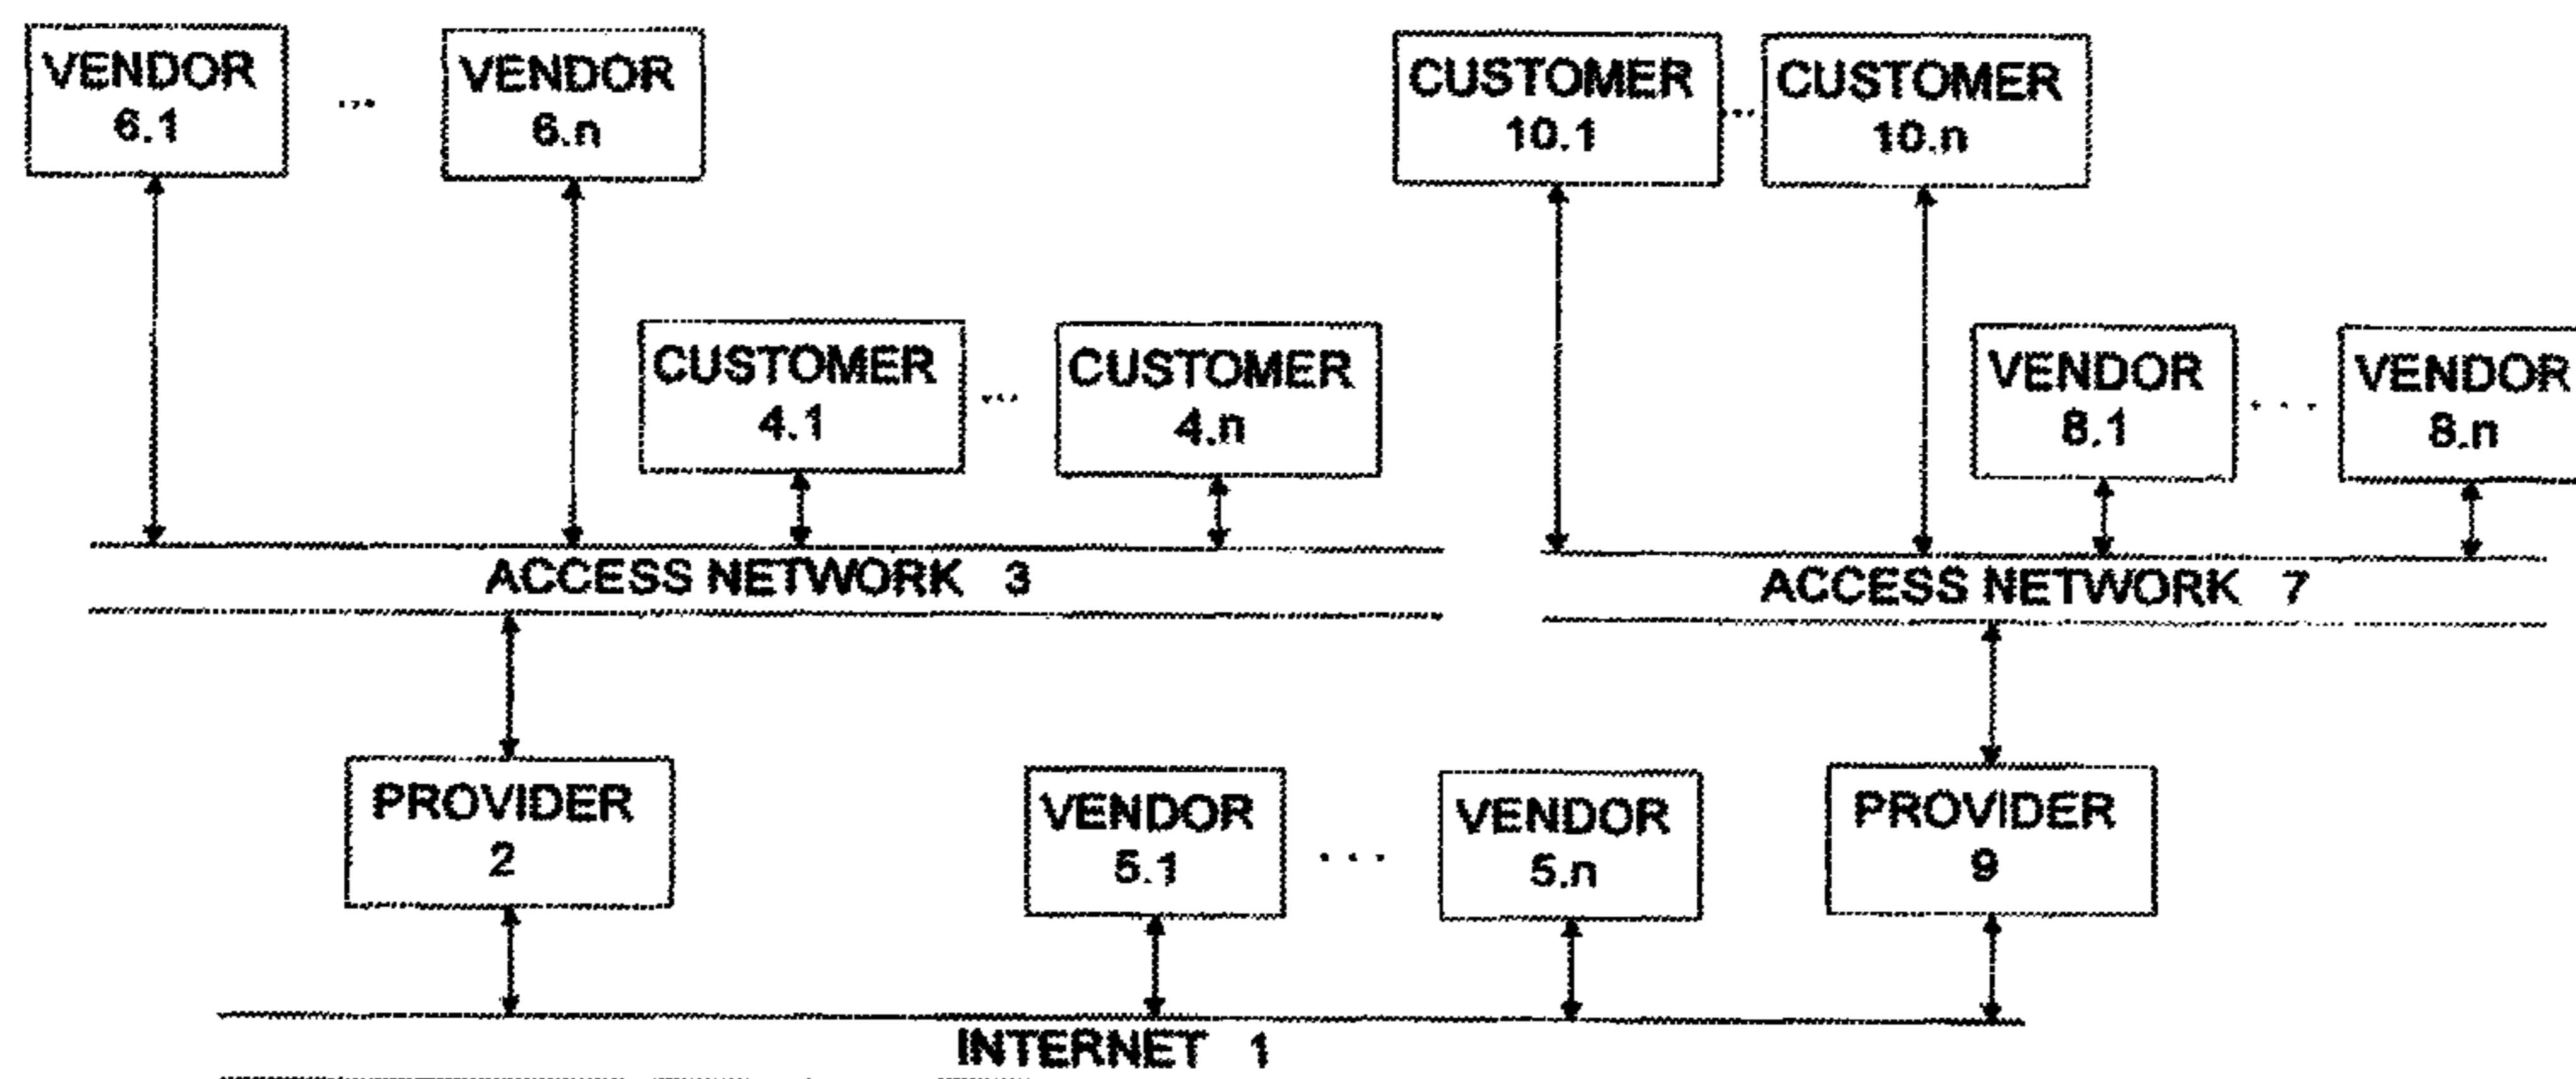 VENDOR
6.1
...
VENDOR
6.n
CUSTOMER
10.1
...
CUSTOMER
10.n
CUSTOMER
4.1
...
CUSTOMER
4.n
VENDOR
8.1
...
VENDOR
8.n
ACCESS NETWORK 3
ACCESS NETWORK 7
PROVIDER
2
VENDOR
5.1
...
VENDOR
5.n
PROVIDER
9
INTERNET 1